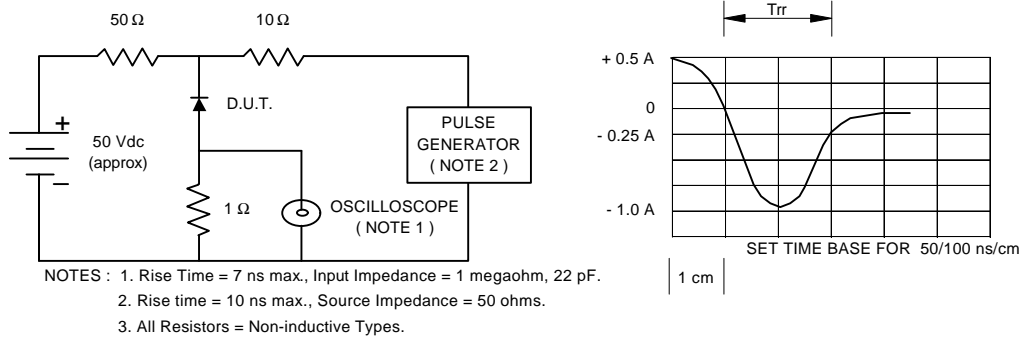 50 Ω
10 Ω
Trr
+ 0.5 A
0
- 0.25 A
- 1.0 A
D.U.T.
+
50 Vdc
(approx)
−
PULSE
GENERATOR
( NOTE 2 )
1 Ω
OSCILLOSCOPE
( NOTE 1 )
SET TIME BASE FOR 50/100 ns/cm
1 cm
NOTES : 1. Rise Time = 7 ns max., Input Impedance = 1 megaohm, 22 pF.
2. Rise time = 10 ns max., Source Impedance = 50 ohms.
3. All Resistors = Non-inductive Types.